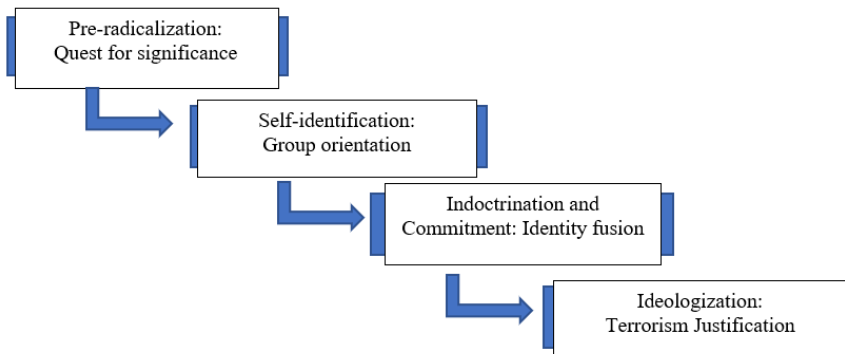 Pre-radicalization:
Quest for significance
Self-identification:
Group orientation
Indoctrination and
Commitment: Identity fusion
Ideologization:
Terrorism Justification